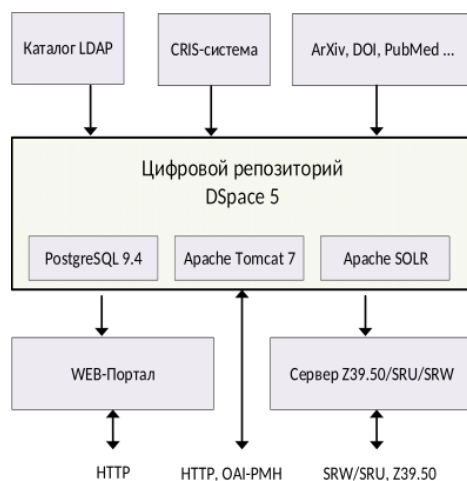 Каталог LDAP
CRIS-система
ArXiv, DOI, PubMed ...
Цифровой репозиторий
DSpace 5
PostgreSQL 9.4
Apache Tomcat 7
Apache SOLR
WEB-Портал
Сервер Z39.50/SRU/SRW
HTTP
HTTP, OAI-PMH
SRW/SRU, Z39.50